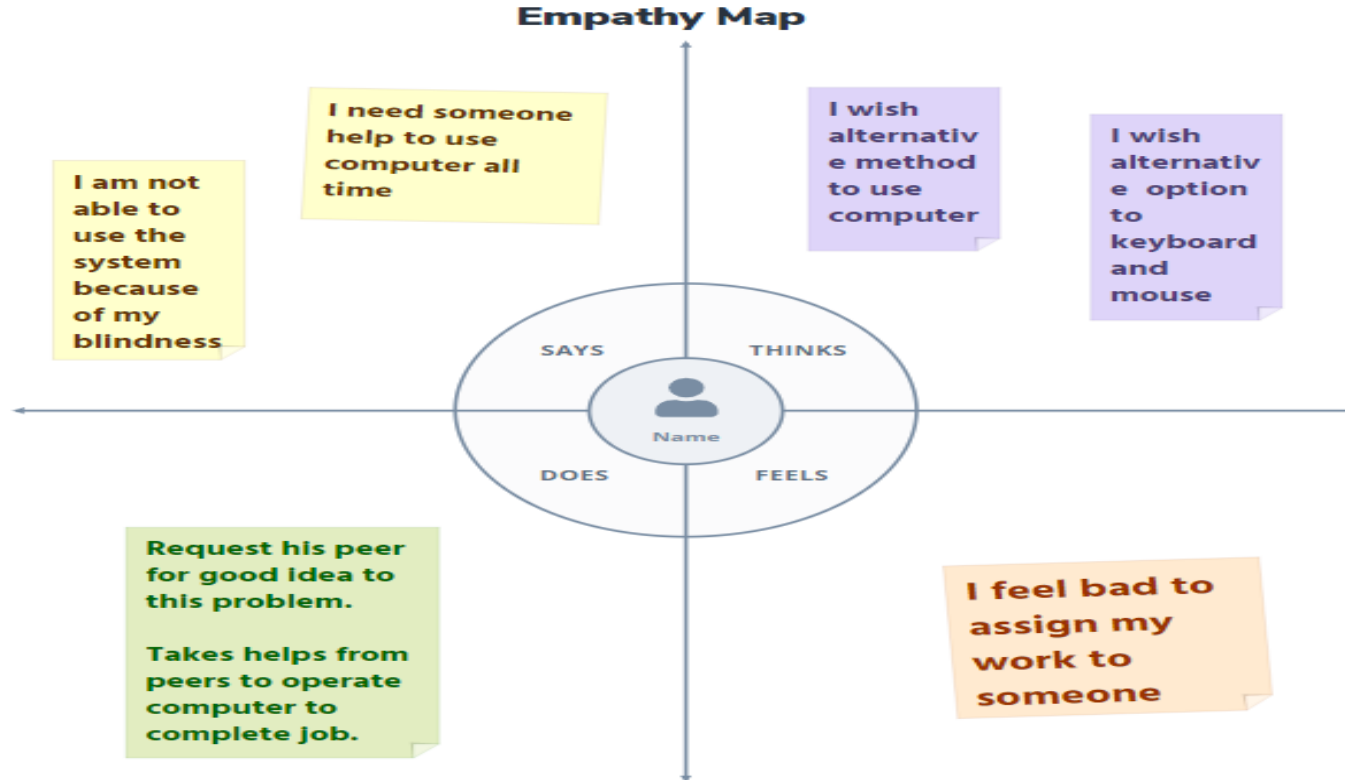 Empathy Map
I am not
able to
use the
system
because
of my
blindness
I need someone
help to use
computer all
time
I wish
alternativ
e method
to use
computer
I wish
alternativ
e option
to
keyboard
and
mouse
SAYS
THINKS
Name
DOES
FEELS
Request his peer
for good idea to
this problem.
Takes helps from
peers to operate
computer to
complete job.
I feel bad to
assign my
work to
someone